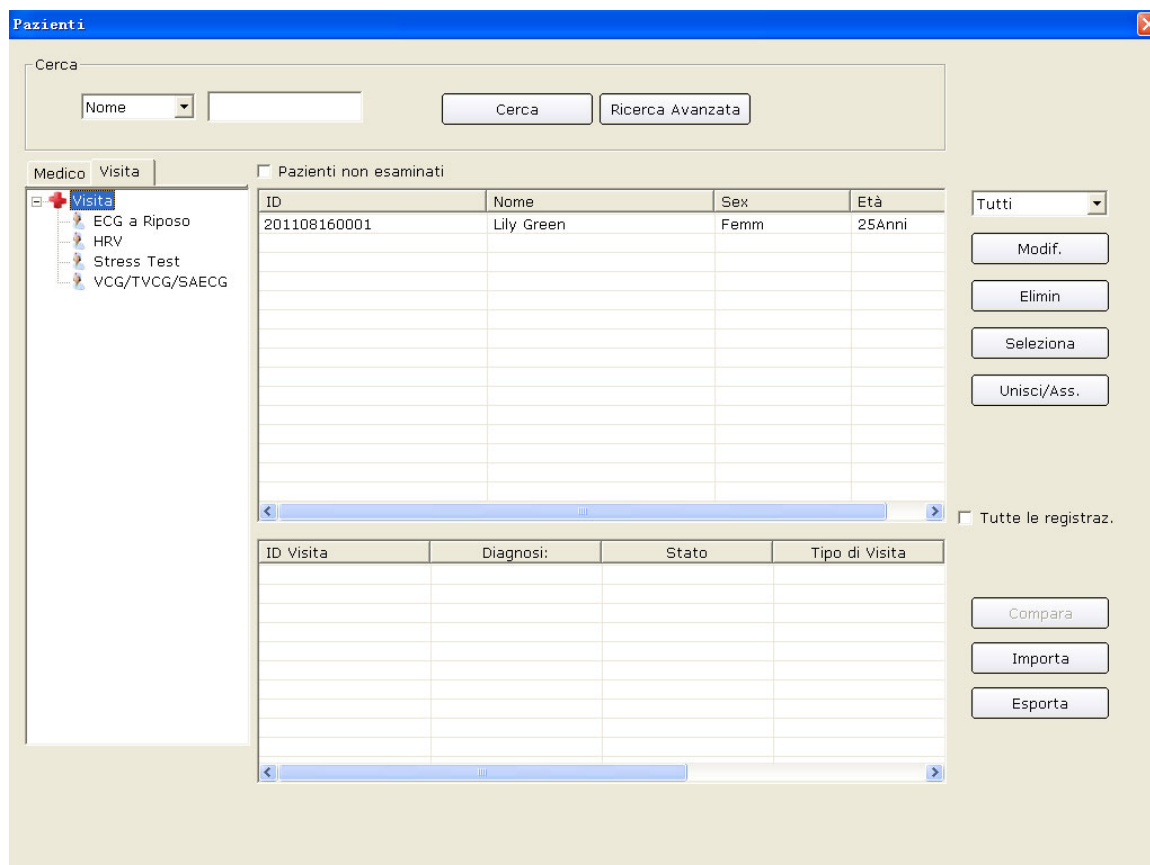 Pazienti
Cerca
Nome
Cerca
Ricerca Avanzata
Medico
Visita
Pazienti non esaminati
Visita
ECG a Riposo
HRV
Stress Test
VCG/TVCG/SAECG
ID Nome Sex Età
201108160001 Lily Green Femm 25Anni
Tutti
Modif.
Elimin
Seleziona
Unisci/Ass.
Tutte le registraz.
ID Visita Diagnosi: Stato Tipo di Visita
Compara
Importa
Esporta